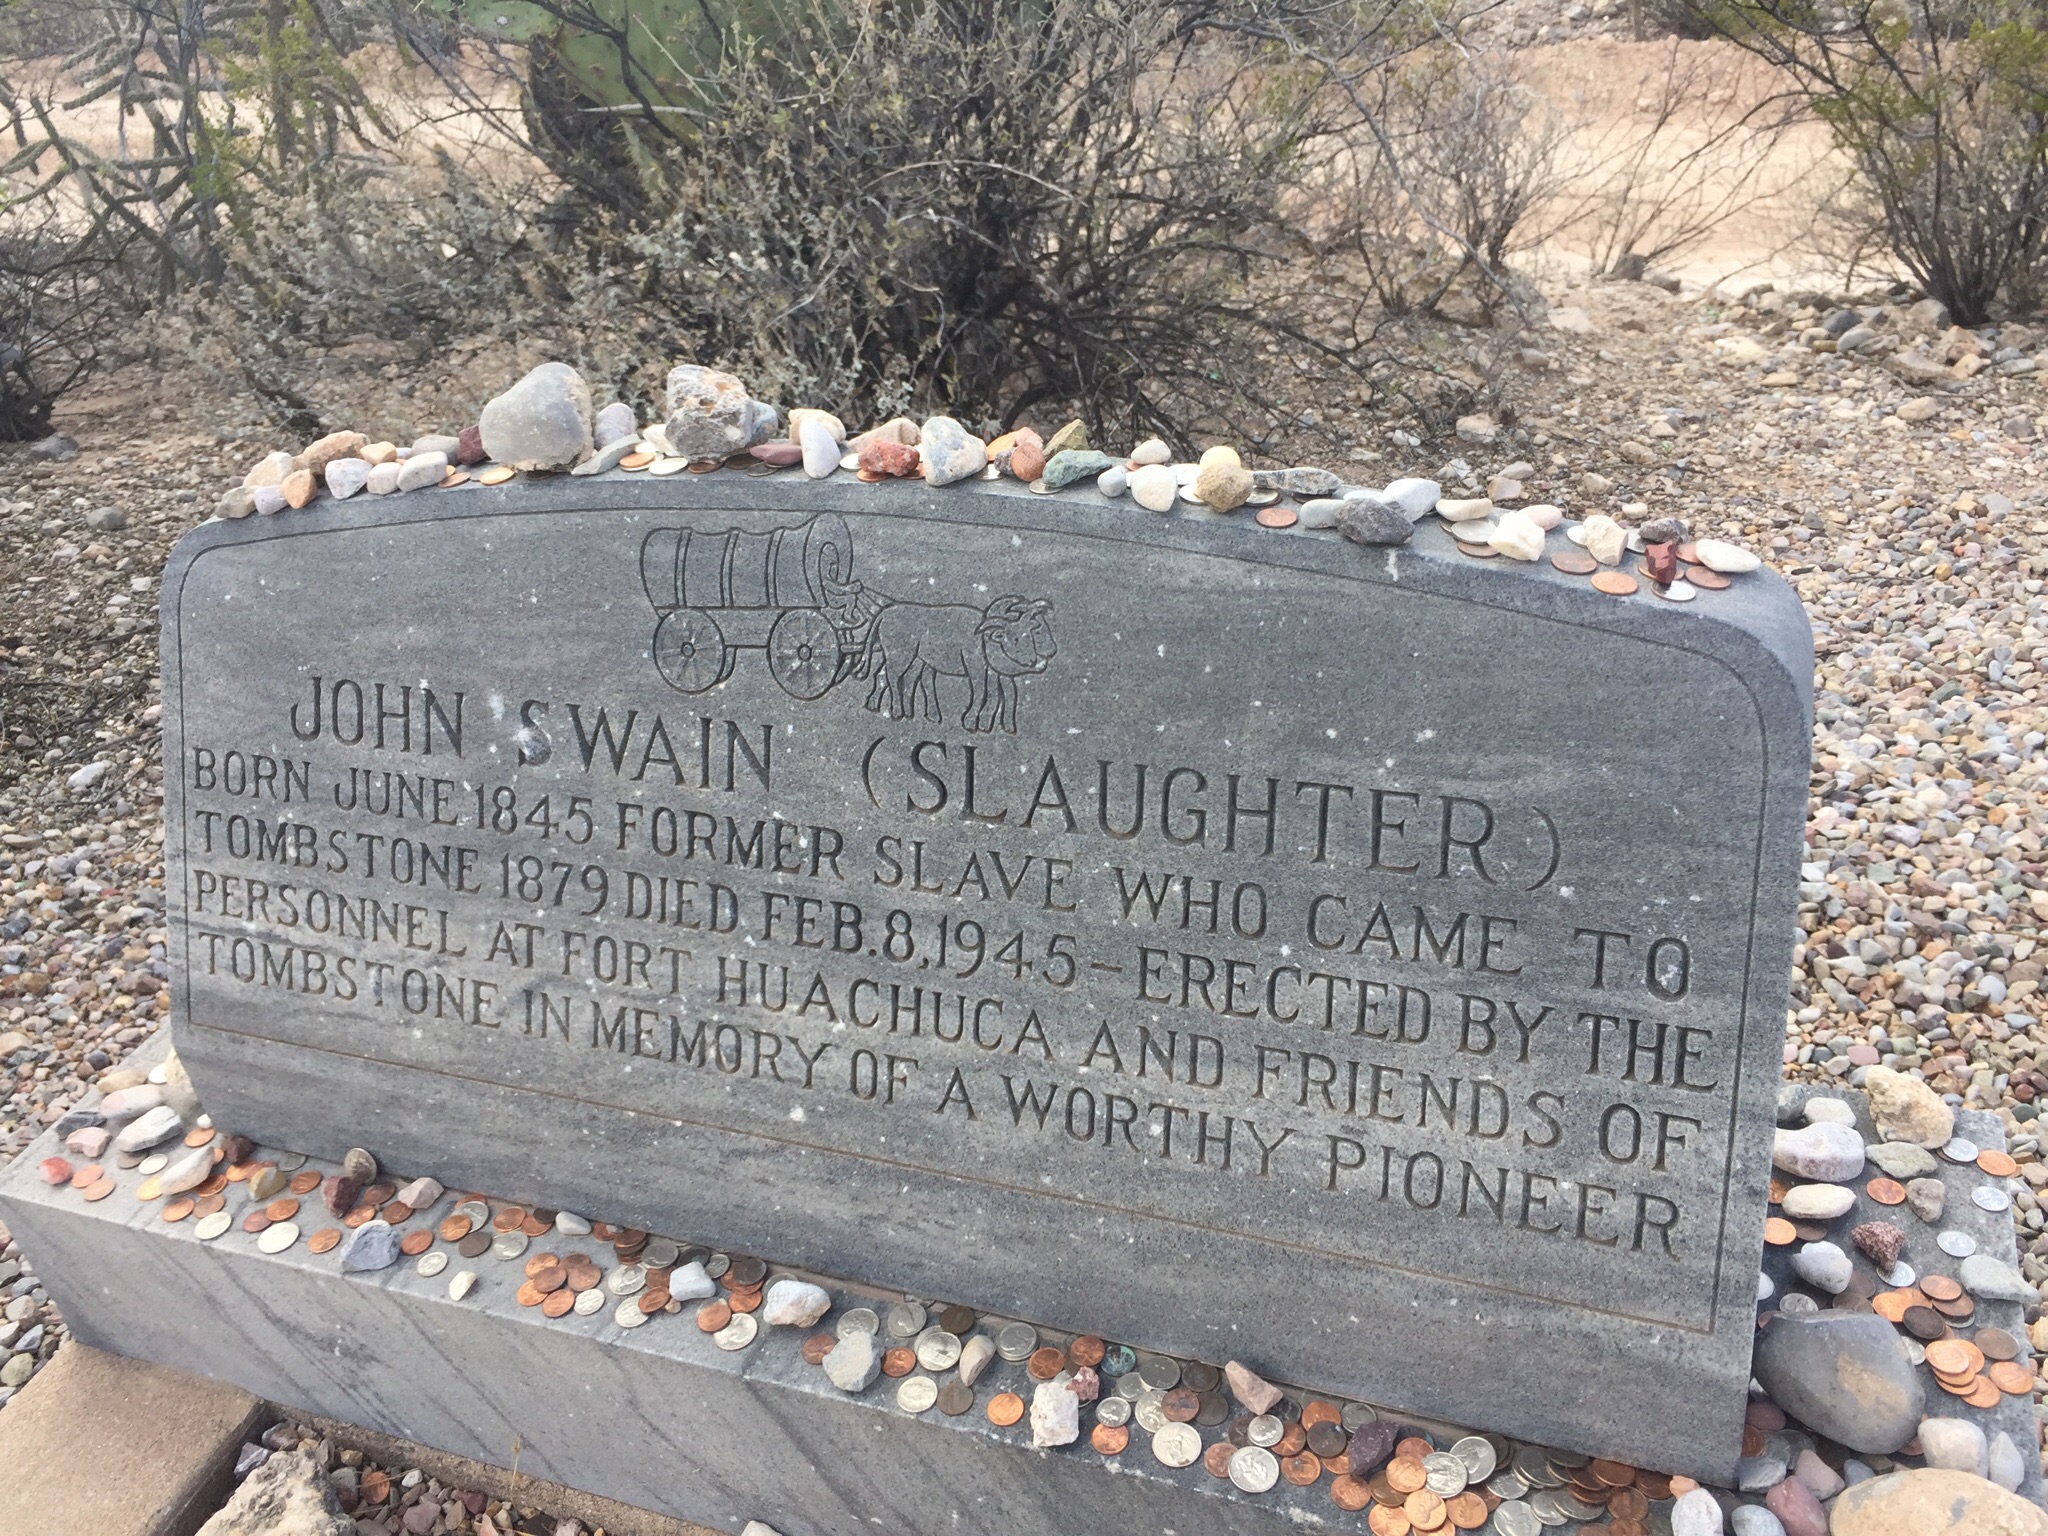 JOHN SWAIN (SLAUGHTER)
BORN JUNE 1845 FORMER SLAVE WHO CAME TO
TOMBSTONE 1879 DIED FEB. 8, 1945 - ERECTED BY THE
PERSONNEL AT FORT HUACHUCA AND FRIENDS OF
TOMBSTONE IN MEMORY OF A WORTHY PIONEER